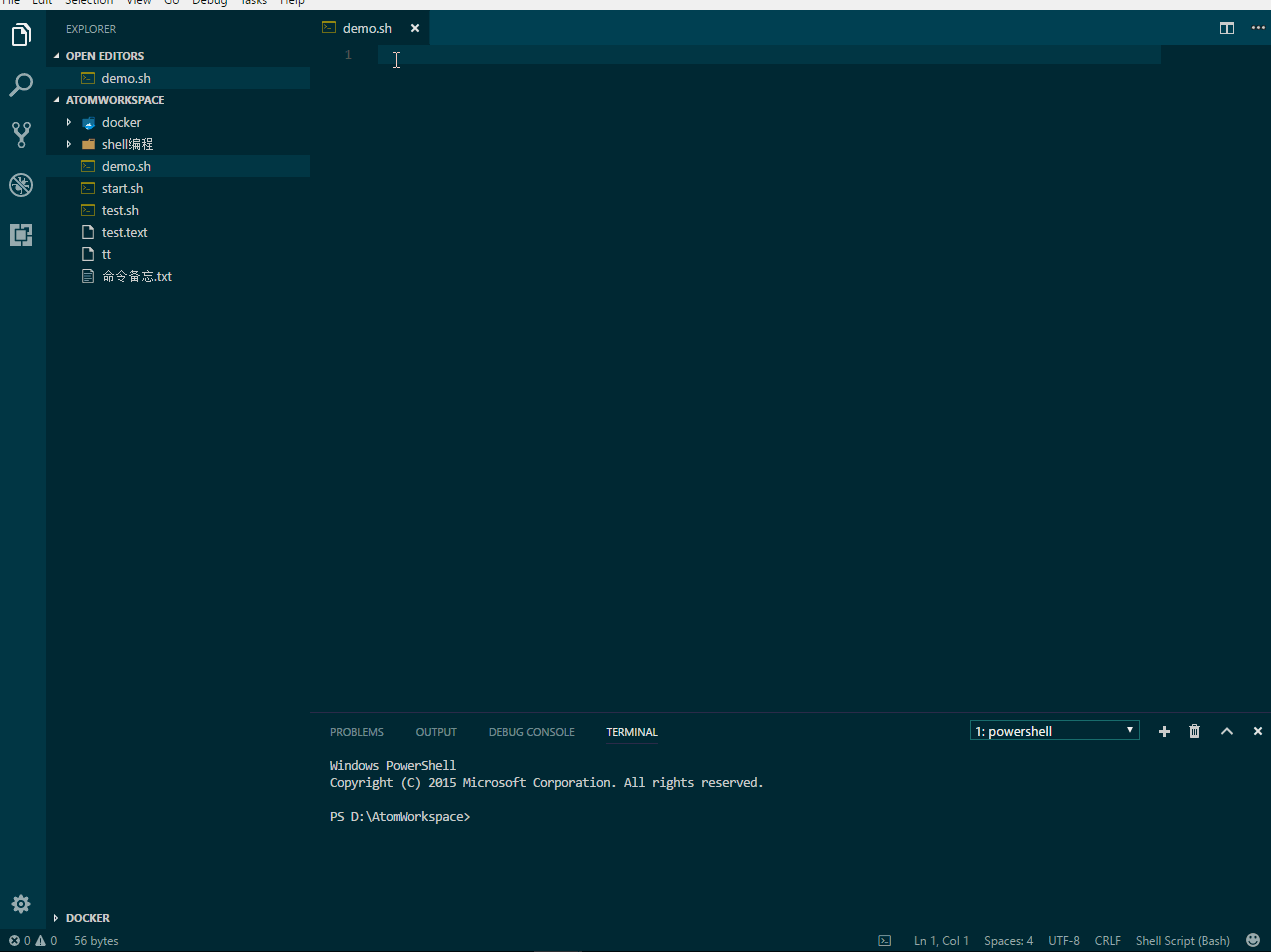 File Edit Selection View Go Debug Tasks Help
EXPLORER
OPEN EDITORS
demo.sh
ATOMWORKSPACE
docker
shell编程
demo.sh
start.sh
test.sh
test.text
tt
命令备忘.txt
DOCKER
demo.sh
1
PROBLEMS OUTPUT DEBUG CONSOLE TERMINAL 1: powershell
Windows PowerShell
Copyright (C) 2015 Microsoft Corporation. All rights reserved.
PS D:\AtomWorkspace>
0 0 56 bytes Ln 1, Col 1 Spaces: 4 UTF-8 CRLF Shell Script (Bash)